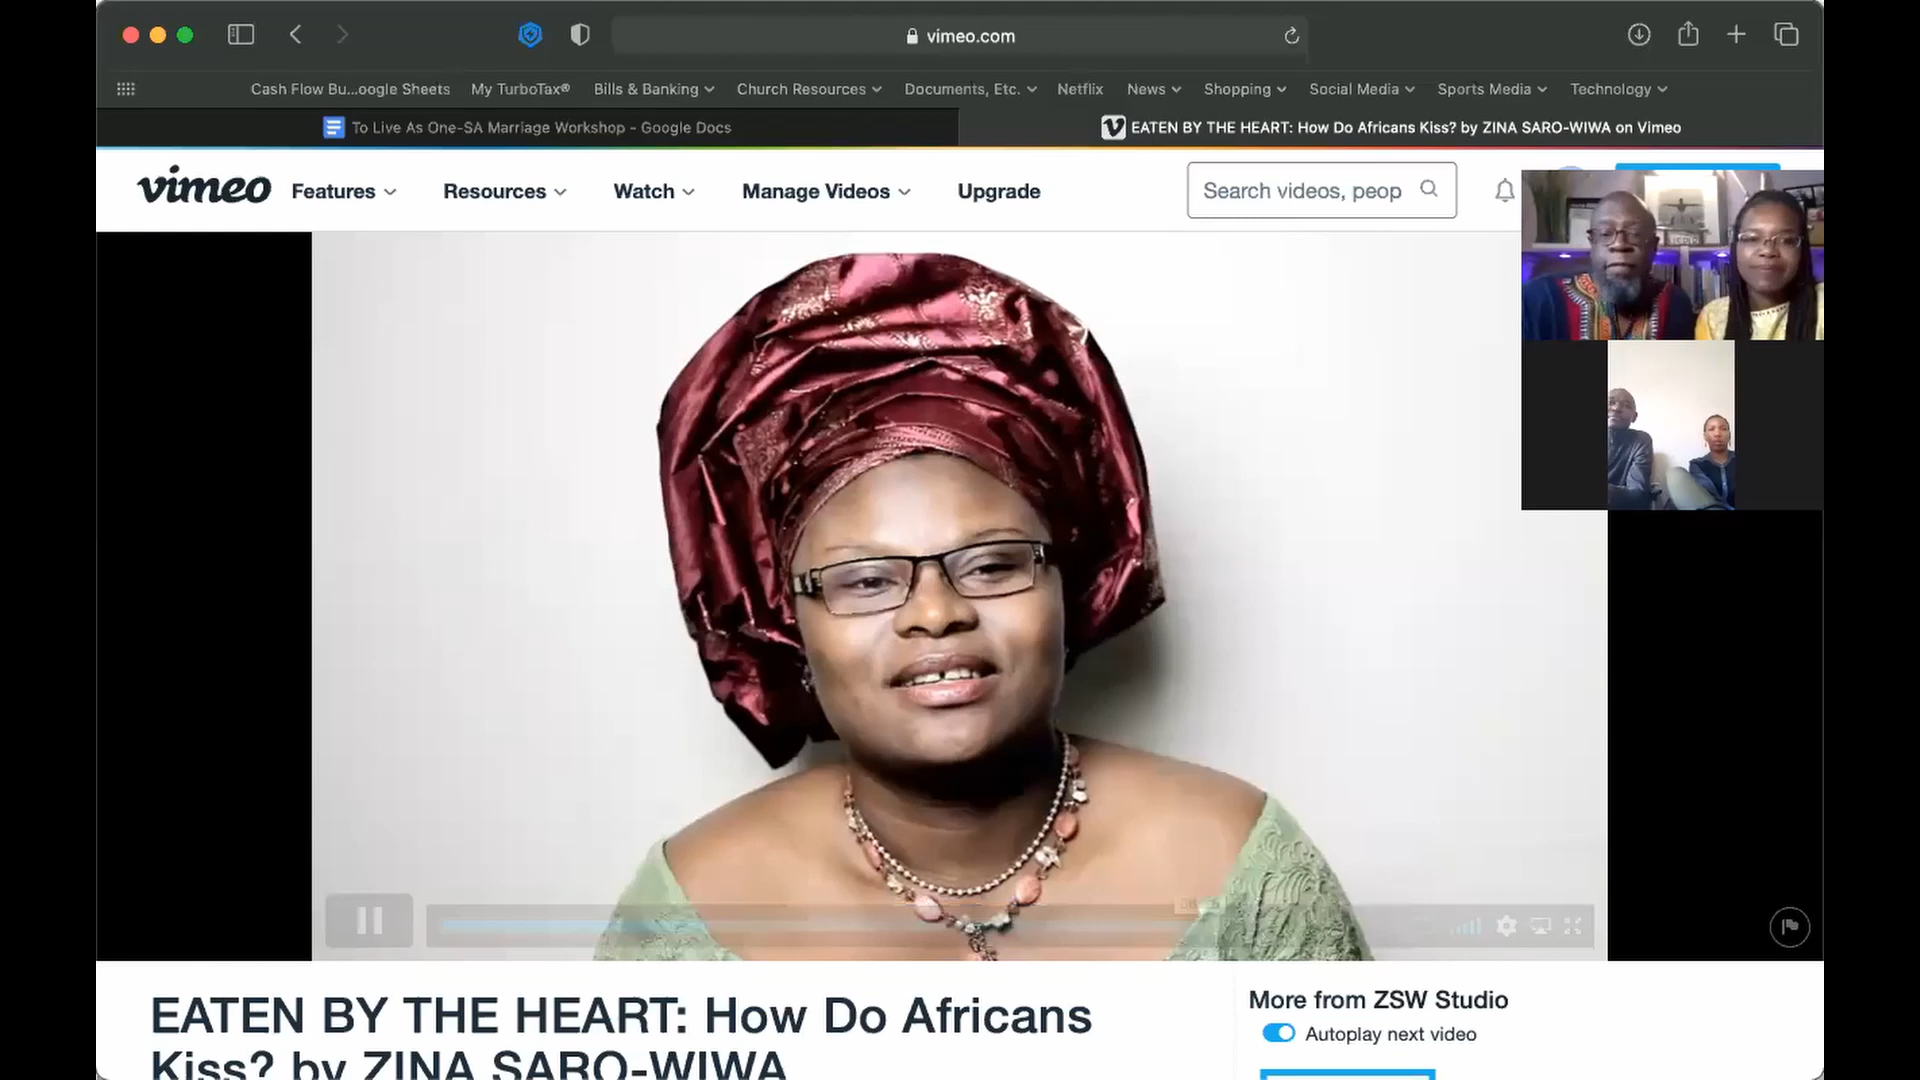 vimeo.com
Cash Flow Bu...oogle Sheets My TurboTax® Bills & Banking Church Resources Documents, Etc. Netflix News Shopping Social Media Sports Media Technology
To Live As One-SA Marriage Workshop - Google Docs
EATEN BY THE HEART: How Do Africans Kiss? by ZINA SARO-WIWA on Vimeo
vimeo Features Resources Watch Manage Videos Upgrade Search videos, peop
EATEN BY THE HEART: How Do Africans
Kiss? by ZINA SARO-WIWA
More from ZSW Studio
Autoplay next video